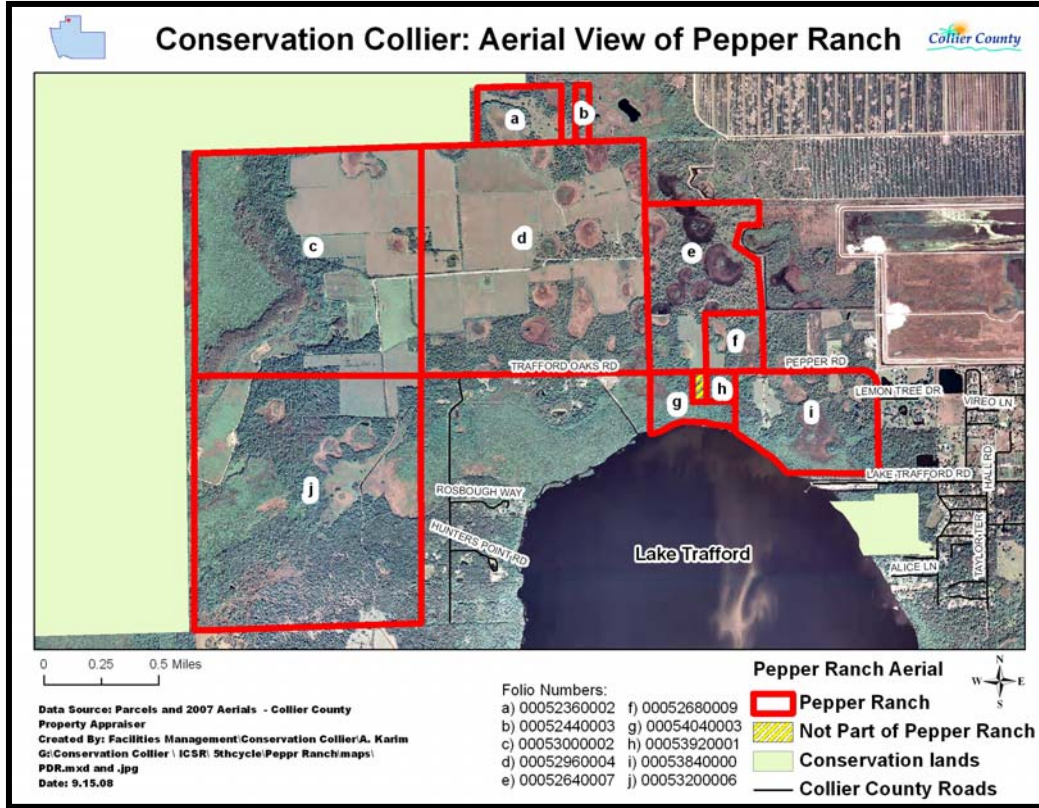 Conservation Collier: Aerial View of Pepper Ranch
Collier County
a
b
c
d
e
f
TRAFFORD OAKS RD
PEPPER RD
g
h
i
LEMON TREE DR
VIREO LN
j
LAKE TRAFFORD RD
HALL RD
ROSBOUGH WAY
HUNTERS POINT RD
Lake Trafford
TAYLOR TER
ALICE LN
0 0.25 0.5 Miles
Data Source: Parcels and 2007 Aerials - Collier County
Property Appraiser
Created By: Facilities Management\Conservation Collier\A. Karim
G:\Conservation Collier \ ICSR\ 5thcycle\Peppr Ranch\maps\
PDR.mxd and .jpg
Date: 9.15.08
Folio Numbers:
a) 00052360002 f) 00052680009
b) 00052440003 g) 00054040003
c) 00053000002 h) 00053920001
d) 00052960004 i) 00053840000
e) 00052640007 j) 00053200006
Pepper Ranch Aerial
N
W E
S
Pepper Ranch
Not Part of Pepper Ranch
Conservation lands
Collier County Roads